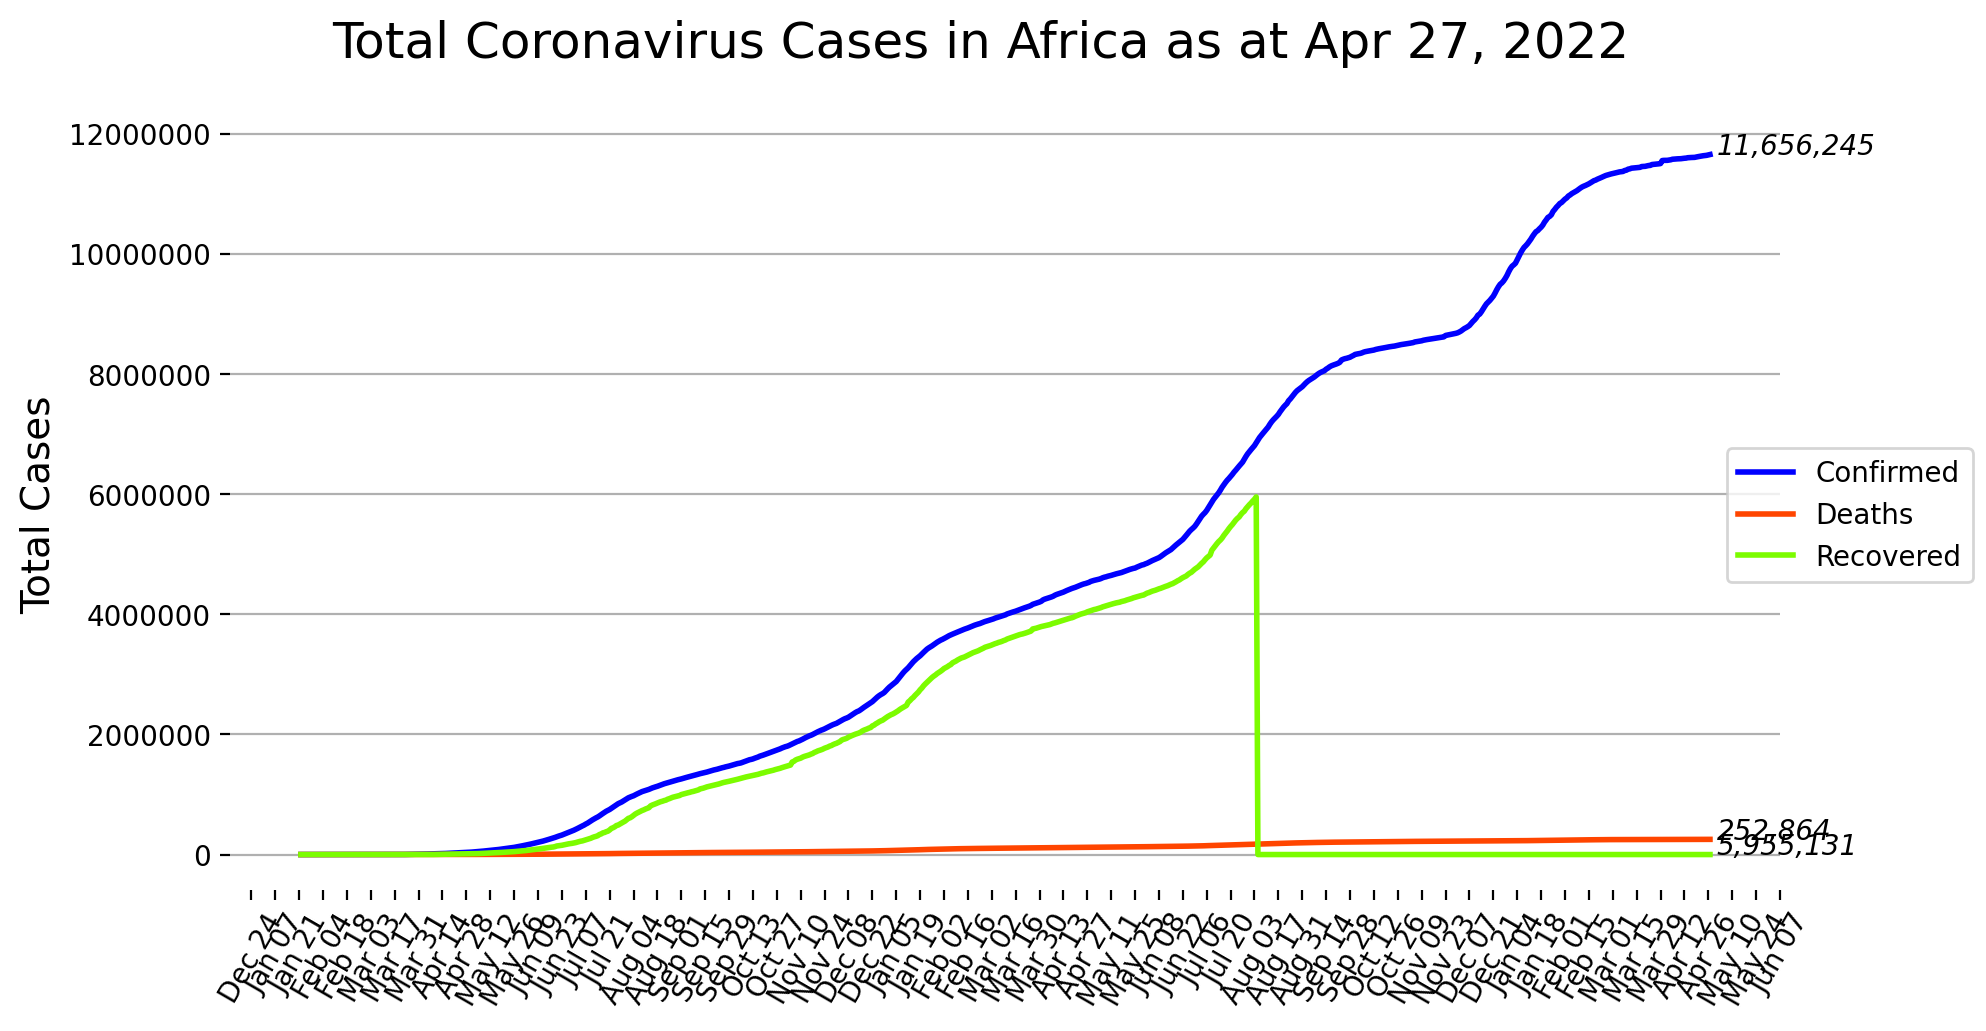 Total Coronavirus Cases in Africa as at Apr 27, 2022
Total Cases
12000000
10000000
8000000
6000000
4000000
2000000
0
11,656,245
252,864
5,955,131
Confirmed
Deaths
Recovered
Dec 24
Jan 07
Jan 21
Feb 04
Feb 18
Mar 03
Mar 17
Mar 31
Apr 14
Apr 28
May 12
May 26
Jun 09
Jun 23
Jul 07
Jul 21
Aug 04
Aug 18
Sep 01
Sep 15
Sep 29
Oct 13
Oct 27
Nov 10
Nov 24
Dec 08
Dec 22
Jan 05
Jan 19
Feb 02
Feb 16
Mar 02
Mar 16
Mar 30
Apr 13
Apr 27
May 11
May 25
Jun 08
Jun 22
Jul 06
Jul 20
Aug 03
Aug 17
Aug 31
Sep 14
Sep 28
Oct 12
Oct 26
Nov 09
Nov 23
Dec 07
Dec 21
Jan 04
Jan 18
Feb 01
Feb 15
Mar 01
Mar 15
Mar 29
Apr 12
Apr 26
May 10
May 24
Jun 07